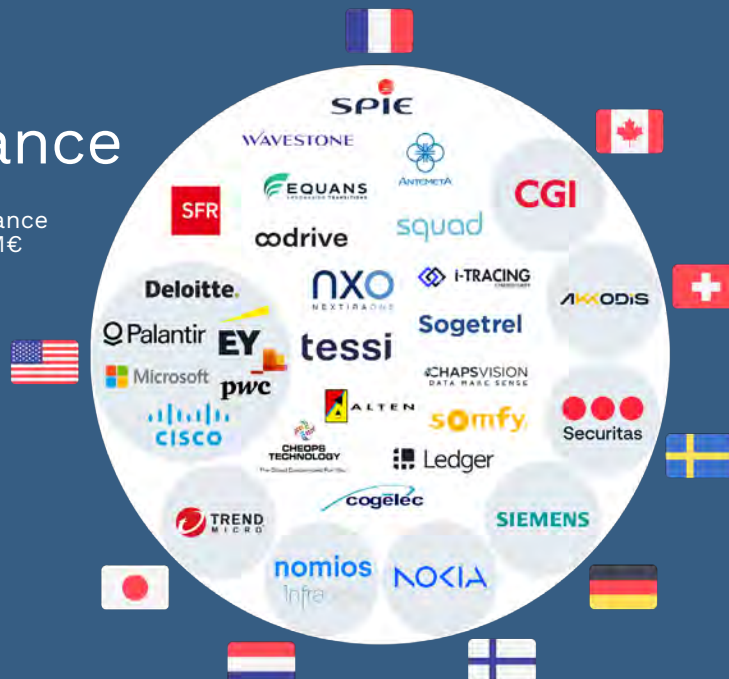 ance
ance
M€
SPIE
WAVESTONE
ANTEMETA
EQUANS
EMPOWERING TRANSITIONS
CGI
SFR
squad
oodrive
NXO
NEXTIRAONE
i-TRACING
Deloitte.
AKKODIS
Palantir
EY
Sogetrel
tessi
Microsoft
pwc
CHAPSVISION
DATA MAKE SENSE
CISCO
ALTEN
somfy
Securitas
CHEOPS
TECHNOLOGY
Ledger
cogelec
TREND
MICRO
SIEMENS
nomios
Infra
NOKIA